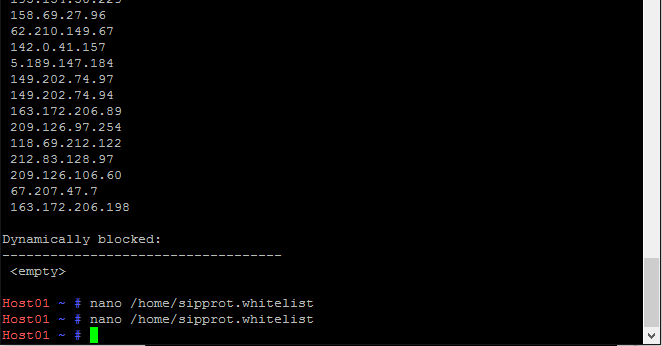 158.69.27.96
62.210.149.67
142.0.41.157
5.189.147.184
149.202.74.97
149.202.74.94
163.172.206.89
209.126.97.254
118.69.212.122
212.83.128.97
209.126.106.60
67.207.47.7
163.172.206.198
Dynamically blocked:
-----------------------------------
<empty>
Host01 ~ # nano /home/sipprot.whitelist
Host01 ~ # nano /home/sipprot.whitelist
Host01 ~ #